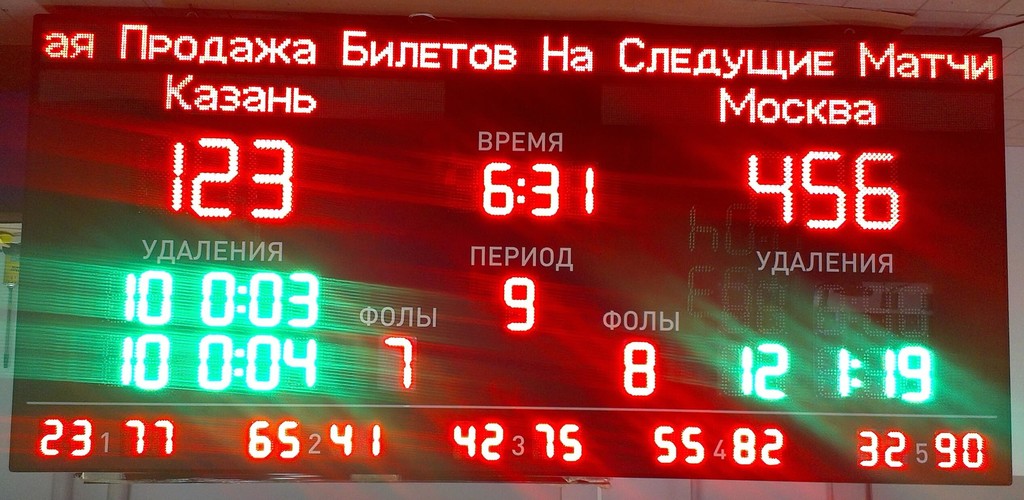 ая Продажа Билетов На Следущие Матчи
Казань Москва
ВРЕМЯ
123 6:31 456
УДАЛЕНИЯ ПЕРИОД УДАЛЕНИЯ
10 0:03 9
ФОЛЫ ФОЛЫ
10 0:04 7 8 12 1:19
23 1 77 65 2 41 42 3 75 55 4 82 32 5 90